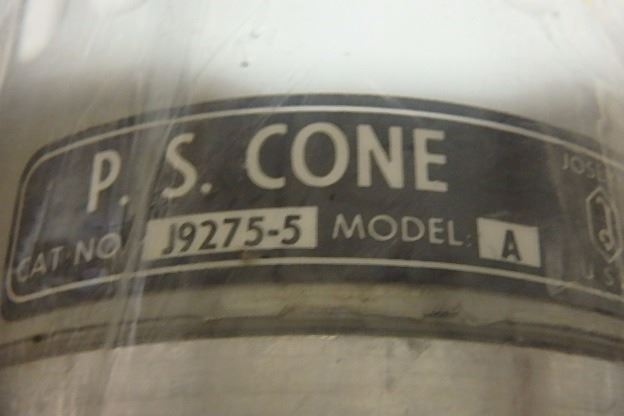 P. S. CONE
CAT·NO. J9275-5 MODEL: A
U S